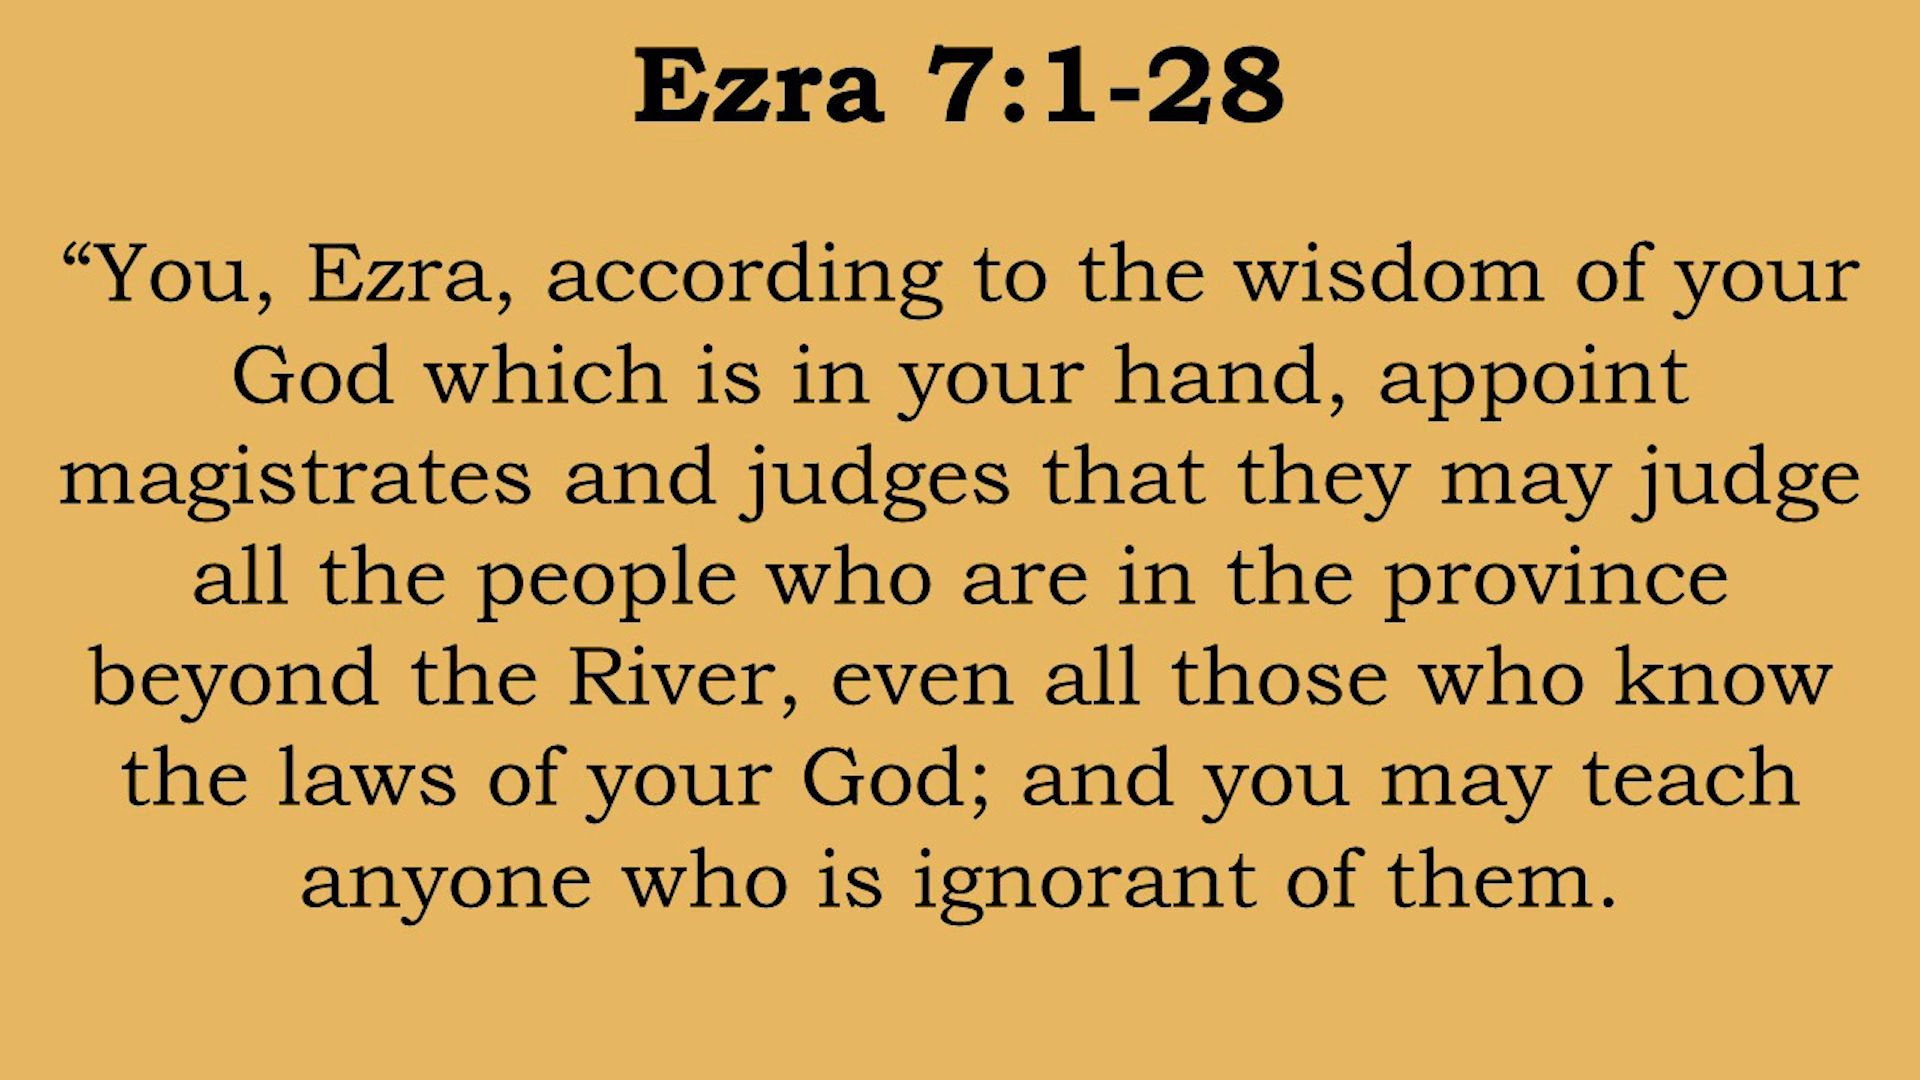 Ezra 7:1-28
“You, Ezra, according to the wisdom of your
God which is in your hand, appoint
magistrates and judges that they may judge
all the people who are in the province
beyond the River, even all those who know
the laws of your God; and you may teach
anyone who is ignorant of them.